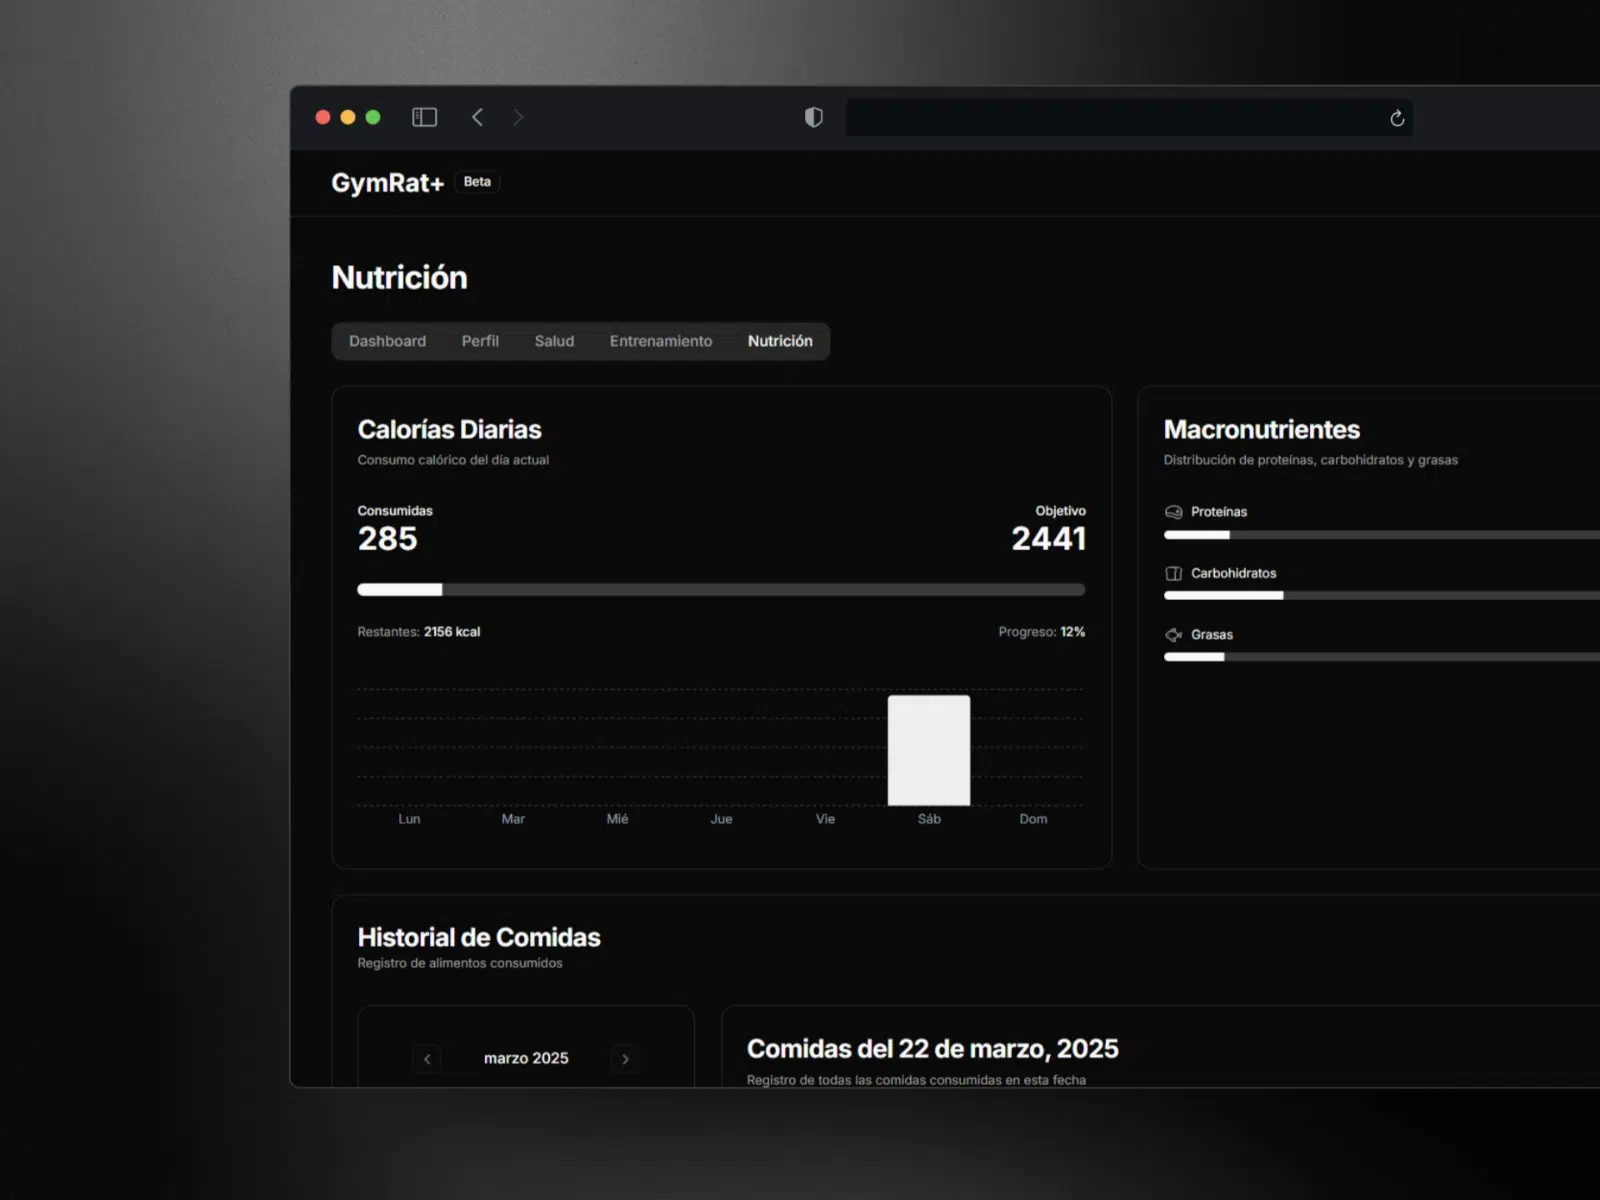 GymRat+ Beta
Nutrición
Dashboard Perfil Salud Entrenamiento Nutrición
Calorías Diarias
Consumo calórico del día actual
Consumidas Objetivo
285 2441
Restantes: 2156 kcal Progreso: 12%
Lun Mar Mié Jue Vie Sáb Dom
Macronutrientes
Distribución de proteínas, carbohidratos y grasas
Proteínas
Carbohidratos
Grasas
Historial de Comidas
Registro de alimentos consumidos
marzo 2025
Comidas del 22 de marzo, 2025
Registro de todas las comidas consumidas en esta fecha